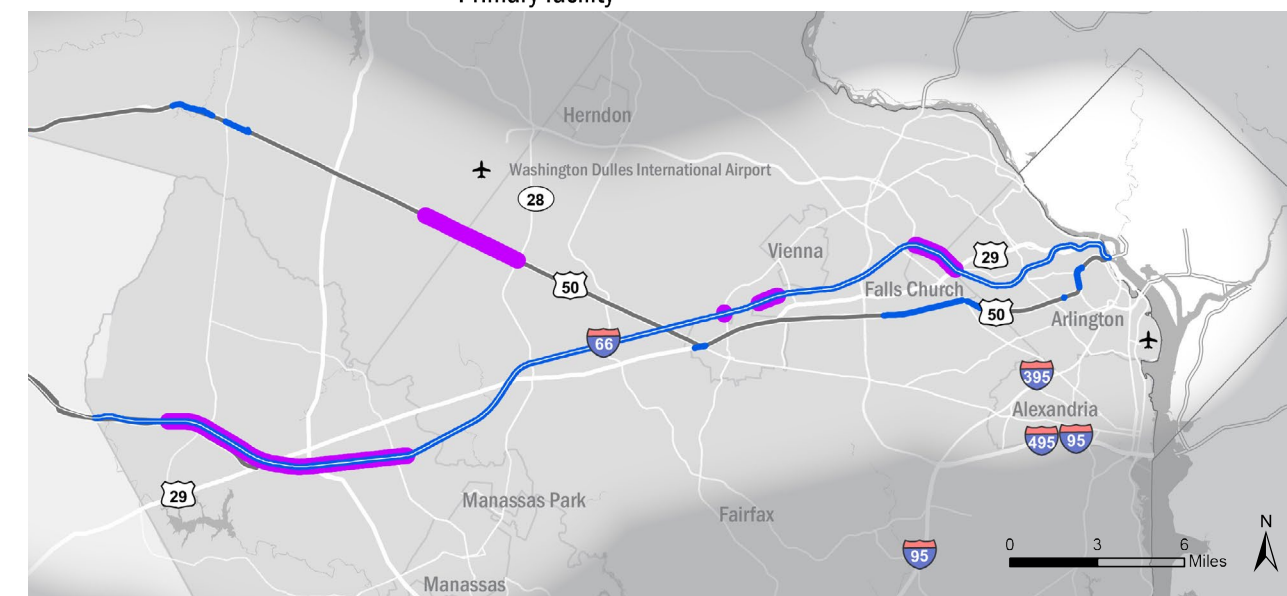 Primary facility
Herndon
Washington Dulles International Airport
28
Vienna
29
50
Falls Church
50
Arlington
66
395
Alexandria
495
95
29
Manassas Park
Fairfax
95
N
0
3
6
Miles
Manassas